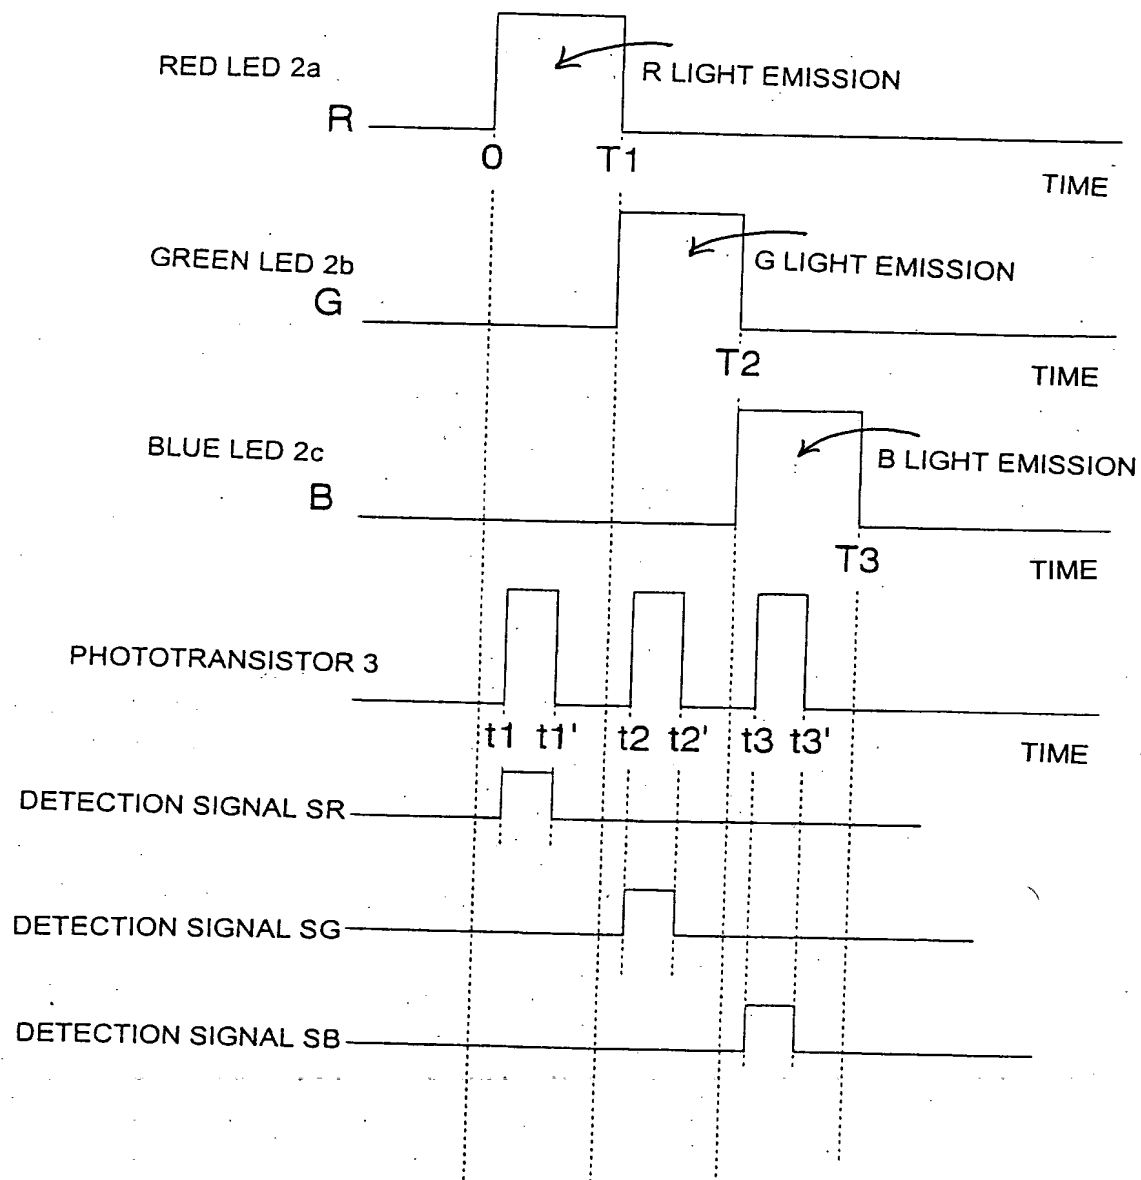 RED LED 2a
R LIGHT EMISSION
R
0
T1
TIME
GREEN LED 2b
G LIGHT EMISSION
G
T2
TIME
BLUE LED 2c
B LIGHT EMISSION
B
T3
TIME
PHOTOTRANSISTOR 3
t1 t1' t2 t2' t3 t3'
TIME
DETECTION SIGNAL SR
DETECTION SIGNAL SG
DETECTION SIGNAL SB